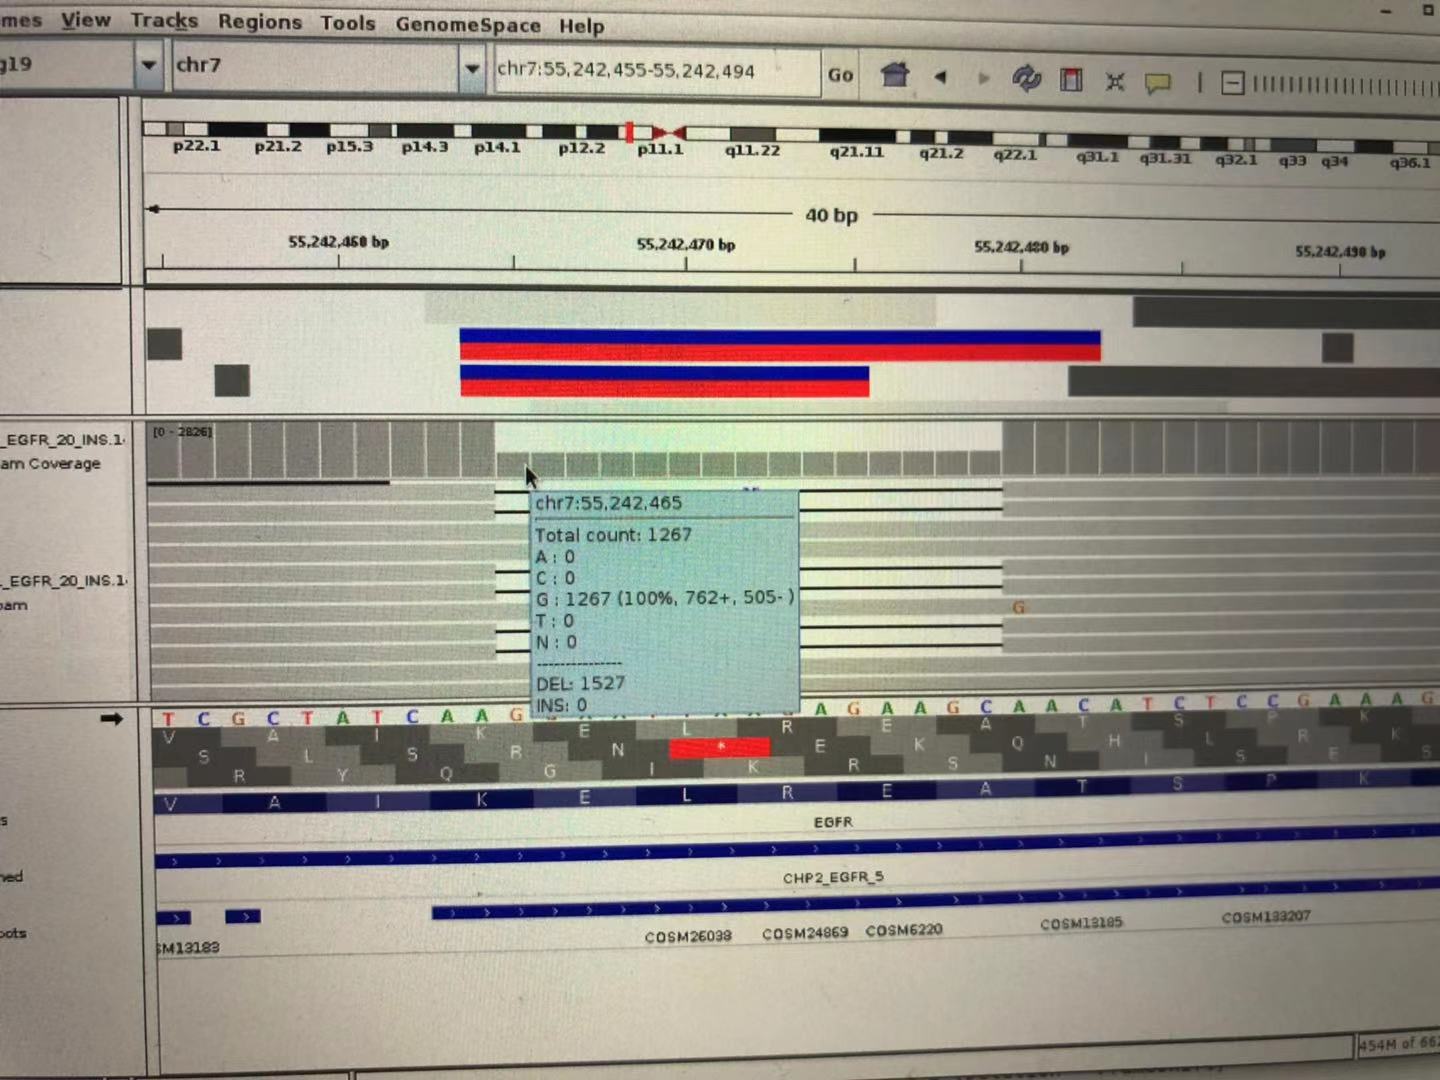 mes View Tracks Regions Tools GenomeSpace Help
g19 chr7 chr7:55,242,455-55,242,494 Go
p22.1 p21.2 p15.3 p14.3 p14.1 p12.2 p11.1 q11.22 q21.11 q21.2 q22.1 q31.1 q31.31 q32.1 q33 q34 q36.1
40 bp
55,242,460 bp 55,242,470 bp 55,242,480 bp 55,242,490 bp
[0 - 2826]
_EGFR_20_INS.1
am Coverage
chr7:55,242,465
Total count: 1267
A : 0
C : 0
G : 1267 (100%, 762+, 505- )
T : 0
N : 0
---------------
DEL: 1527
INS: 0
_EGFR_20_INS.1
bam
G
T C G C T A T C A A G A G A A G C A A C A T C T C C G A A A G
V A I K E L R E A T S P K
S L S R N * E K Q H L R K
R Y Q G I K R S N I S E S
V A I K E L R E A T S P K
s
EGFR
ned
CHP2_EGFR_5
pots
SM13183 COSM26038 COSM24869 COSM6220 COSM13185 COSM133207
454M of 662